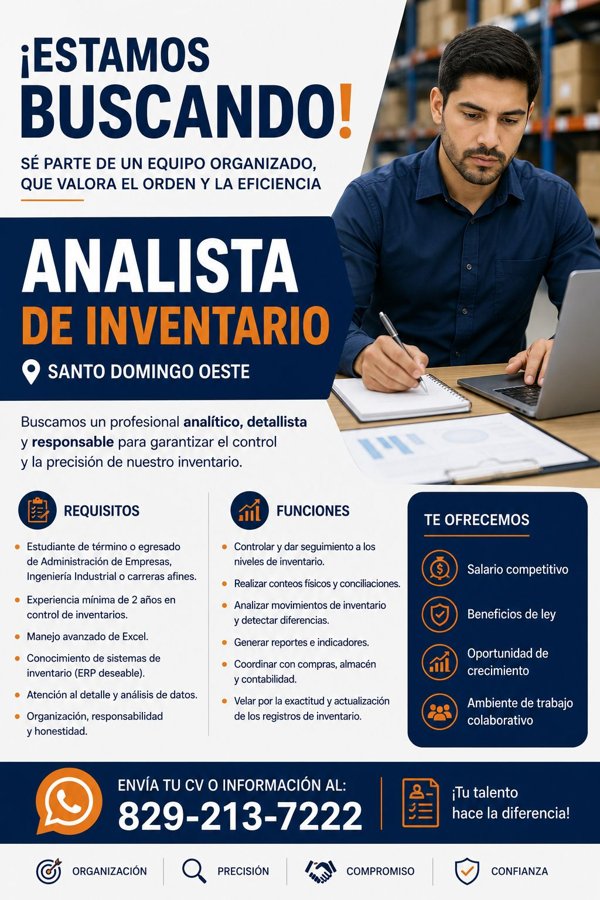 ¡ESTAMOS
BUSCANDO!
SÉ PARTE DE UN EQUIPO ORGANIZADO,
QUE VALORA EL ORDEN Y LA EFICIENCIA
ANALISTA
DE INVENTARIO
SANTO DOMINGO OESTE
Buscamos un profesional analítico, detallista
y responsable para garantizar el control
y la precisión de nuestro inventario.
REQUISITOS
• Estudiante de término o egresado
de Administración de Empresas,
Ingeniería Industrial o carreras afines.
• Experiencia mínima de 2 años en
control de inventarios.
• Manejo avanzado de Excel.
• Conocimiento de sistemas de
inventario (ERP deseable).
• Atención al detalle y análisis de datos.
• Organización, responsabilidad
y honestidad.
FUNCIONES
• Controlar y dar seguimiento a los
niveles de inventario.
• Realizar conteos físicos y conciliaciones.
• Analizar movimientos de inventario
y detectar diferencias.
• Generar reportes e indicadores.
• Coordinar con compras, almacén
y contabilidad.
• Velar por la exactitud y actualización
de los registros de inventario.
TE OFRECEMOS
Salario competitivo
Beneficios de ley
Oportunidad de
crecimiento
Ambiente de trabajo
colaborativo
ENVÍA TU CV O INFORMACIÓN AL:
829-213-7222
¡Tu talento
hace la diferencia!
ORGANIZACIÓN
PRECISIÓN
COMPROMISO
CONFIANZA